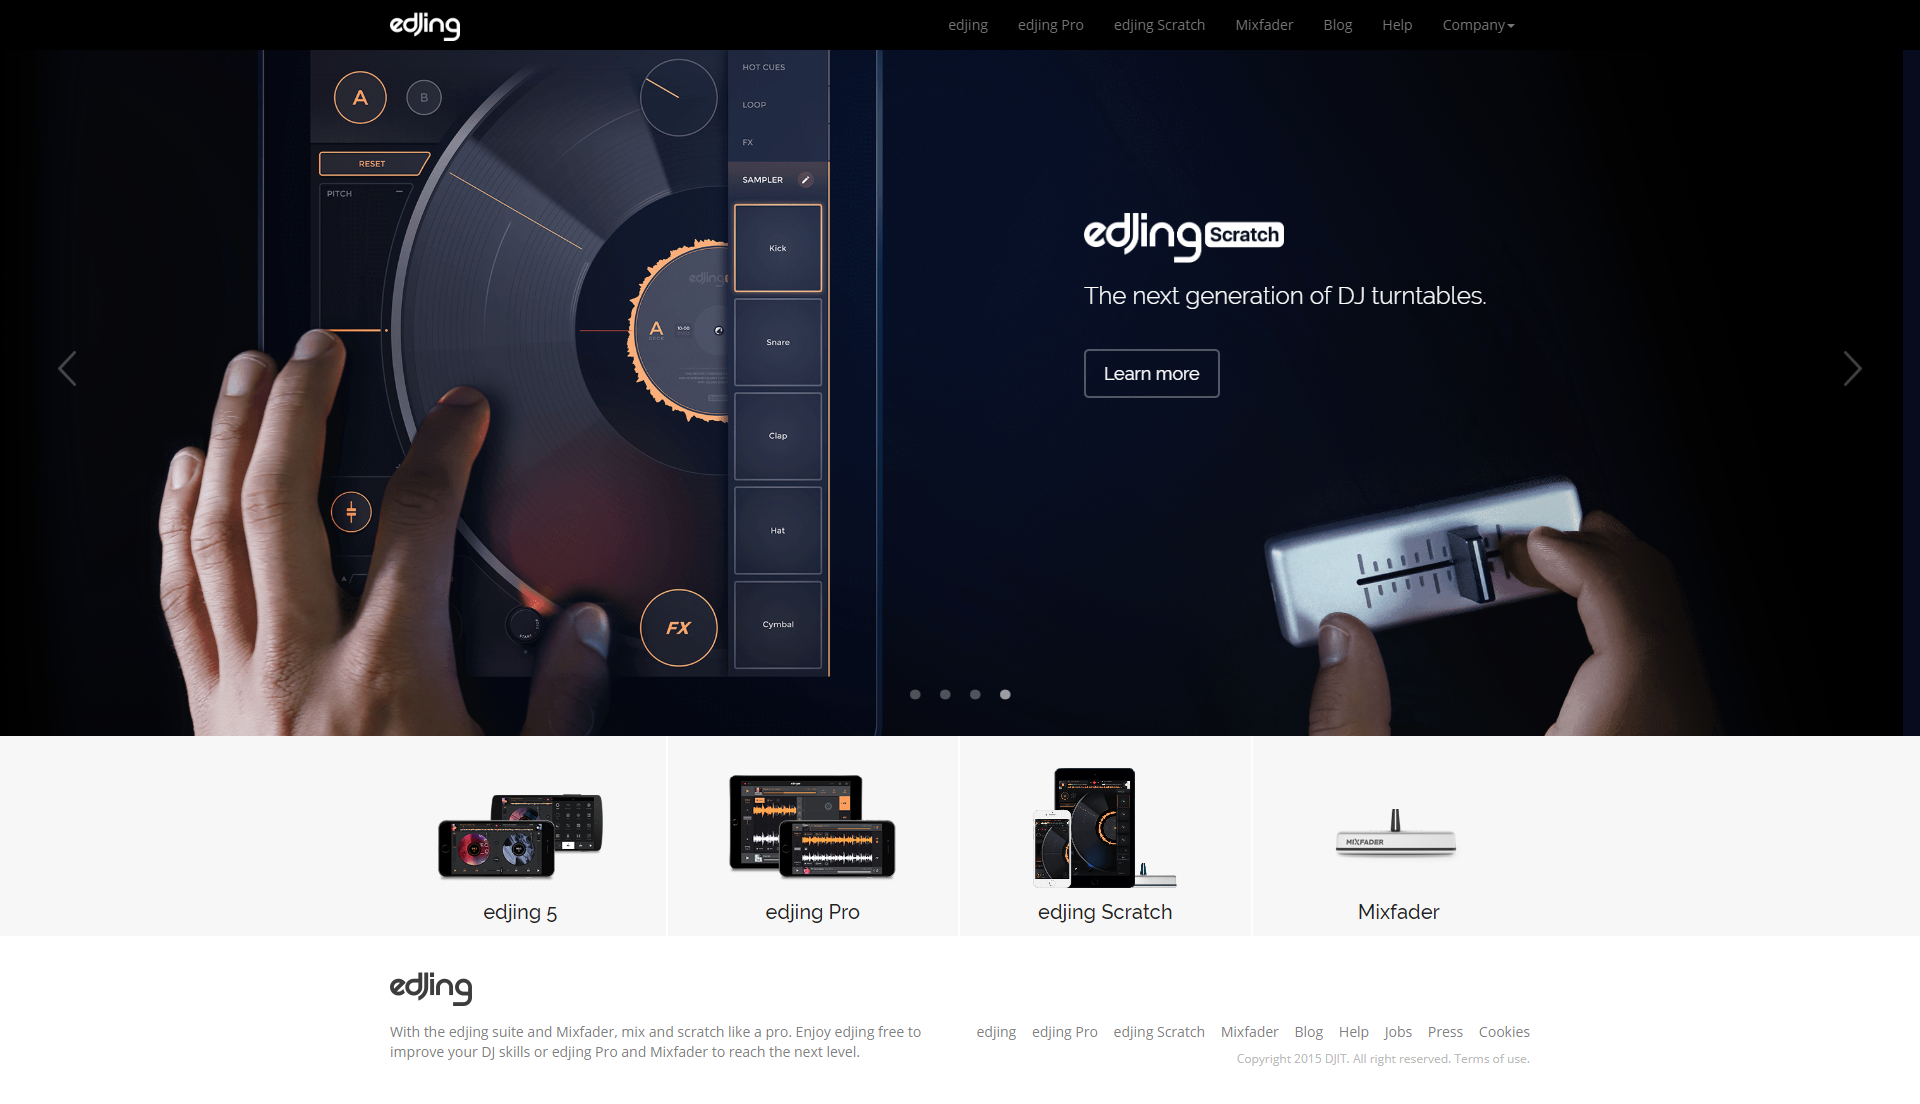 edjing
edjing edjing Pro edjing Scratch Mixfader Blog Help Company
HOT CUES
A B
LOOP
FX
RESET
SAMPLER
PITCH
Kick
edjing Scratch
The next generation of DJ turntables.
edjing
A
DECK
Snare
Learn more
Clap
Hat
A
START
FX
Cymbal
MIXFADER
edjing 5 edjing Pro edjing Scratch Mixfader
edjing
With the edjing suite and Mixfader, mix and scratch like a pro. Enjoy edjing free to
improve your DJ skills or edjing Pro and Mixfader to reach the next level.
edjing edjing Pro edjing Scratch Mixfader Blog Help Jobs Press Cookies
Copyright 2015 DJIT. All right reserved. Terms of use.